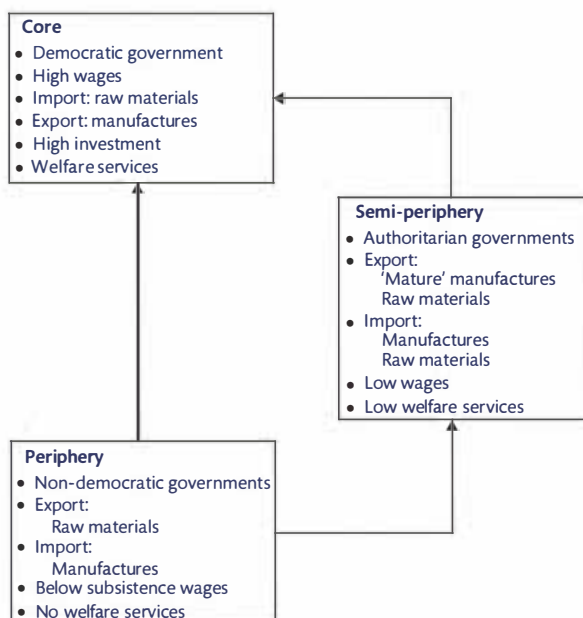 Core
• Democratic government
• High wages
• Import: raw materials
• Export: manufactures
• High investment
• Welfare services
Semi-periphery
• Authoritarian governments
• Export:
'Mature' manufactures
Raw materials
• Import:
Manufactures
Raw materials
• Low wages
• Low welfare services
Periphery
• Non-democratic governments
• Export:
Raw materials
• Import:
Manufactures
• Below subsistence wages
• No welfare services